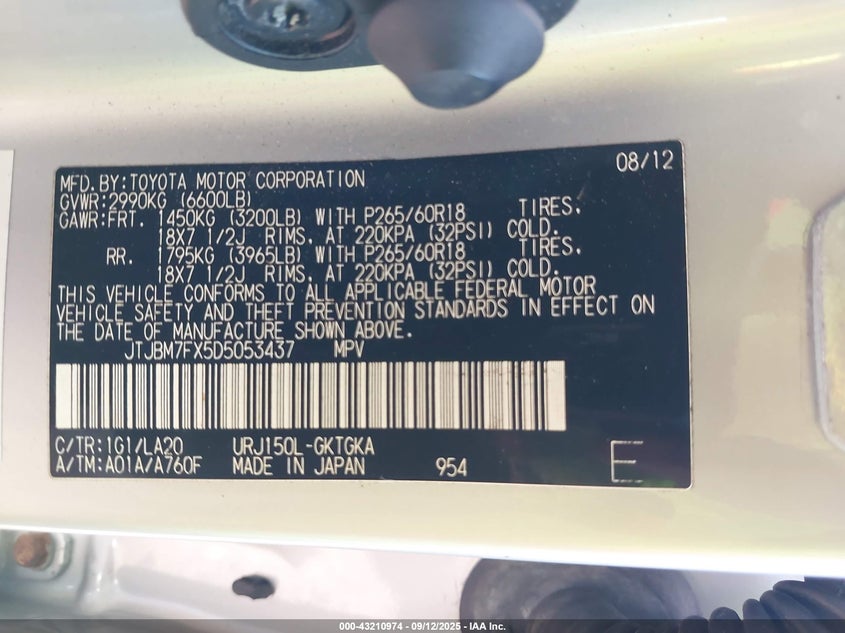 08/12
MFD.BY:TOYOTA MOTOR CORPORATION
GVWR:2990KG (6600LB)
GAWR:FRT. 1450KG (3200LB) WITH P265/60R18 TIRES,
18X7 1/2J RIMS, AT 220KPA (32PSI) COLD.
RR. 1795KG (3965LB) WITH P265/60R18 TIRES,
18X7 1/2J RIMS, AT 220KPA (32PSI) COLD.
THIS VEHICLE CONFORMS TO ALL APPLICABLE FEDERAL MOTOR
VEHICLE SAFETY AND THEFT PREVENTION STANDARDS IN EFFECT ON
THE DATE OF MANUFACTURE SHOWN ABOVE.
JTJBM7FX5D5053437 MPV
C/TR:1G1/LA20 URJ150L-GKTGKA
A/TM:A01A/A760F MADE IN JAPAN 954 E
000-43210974 - 09/12/2025 - IAA Inc.